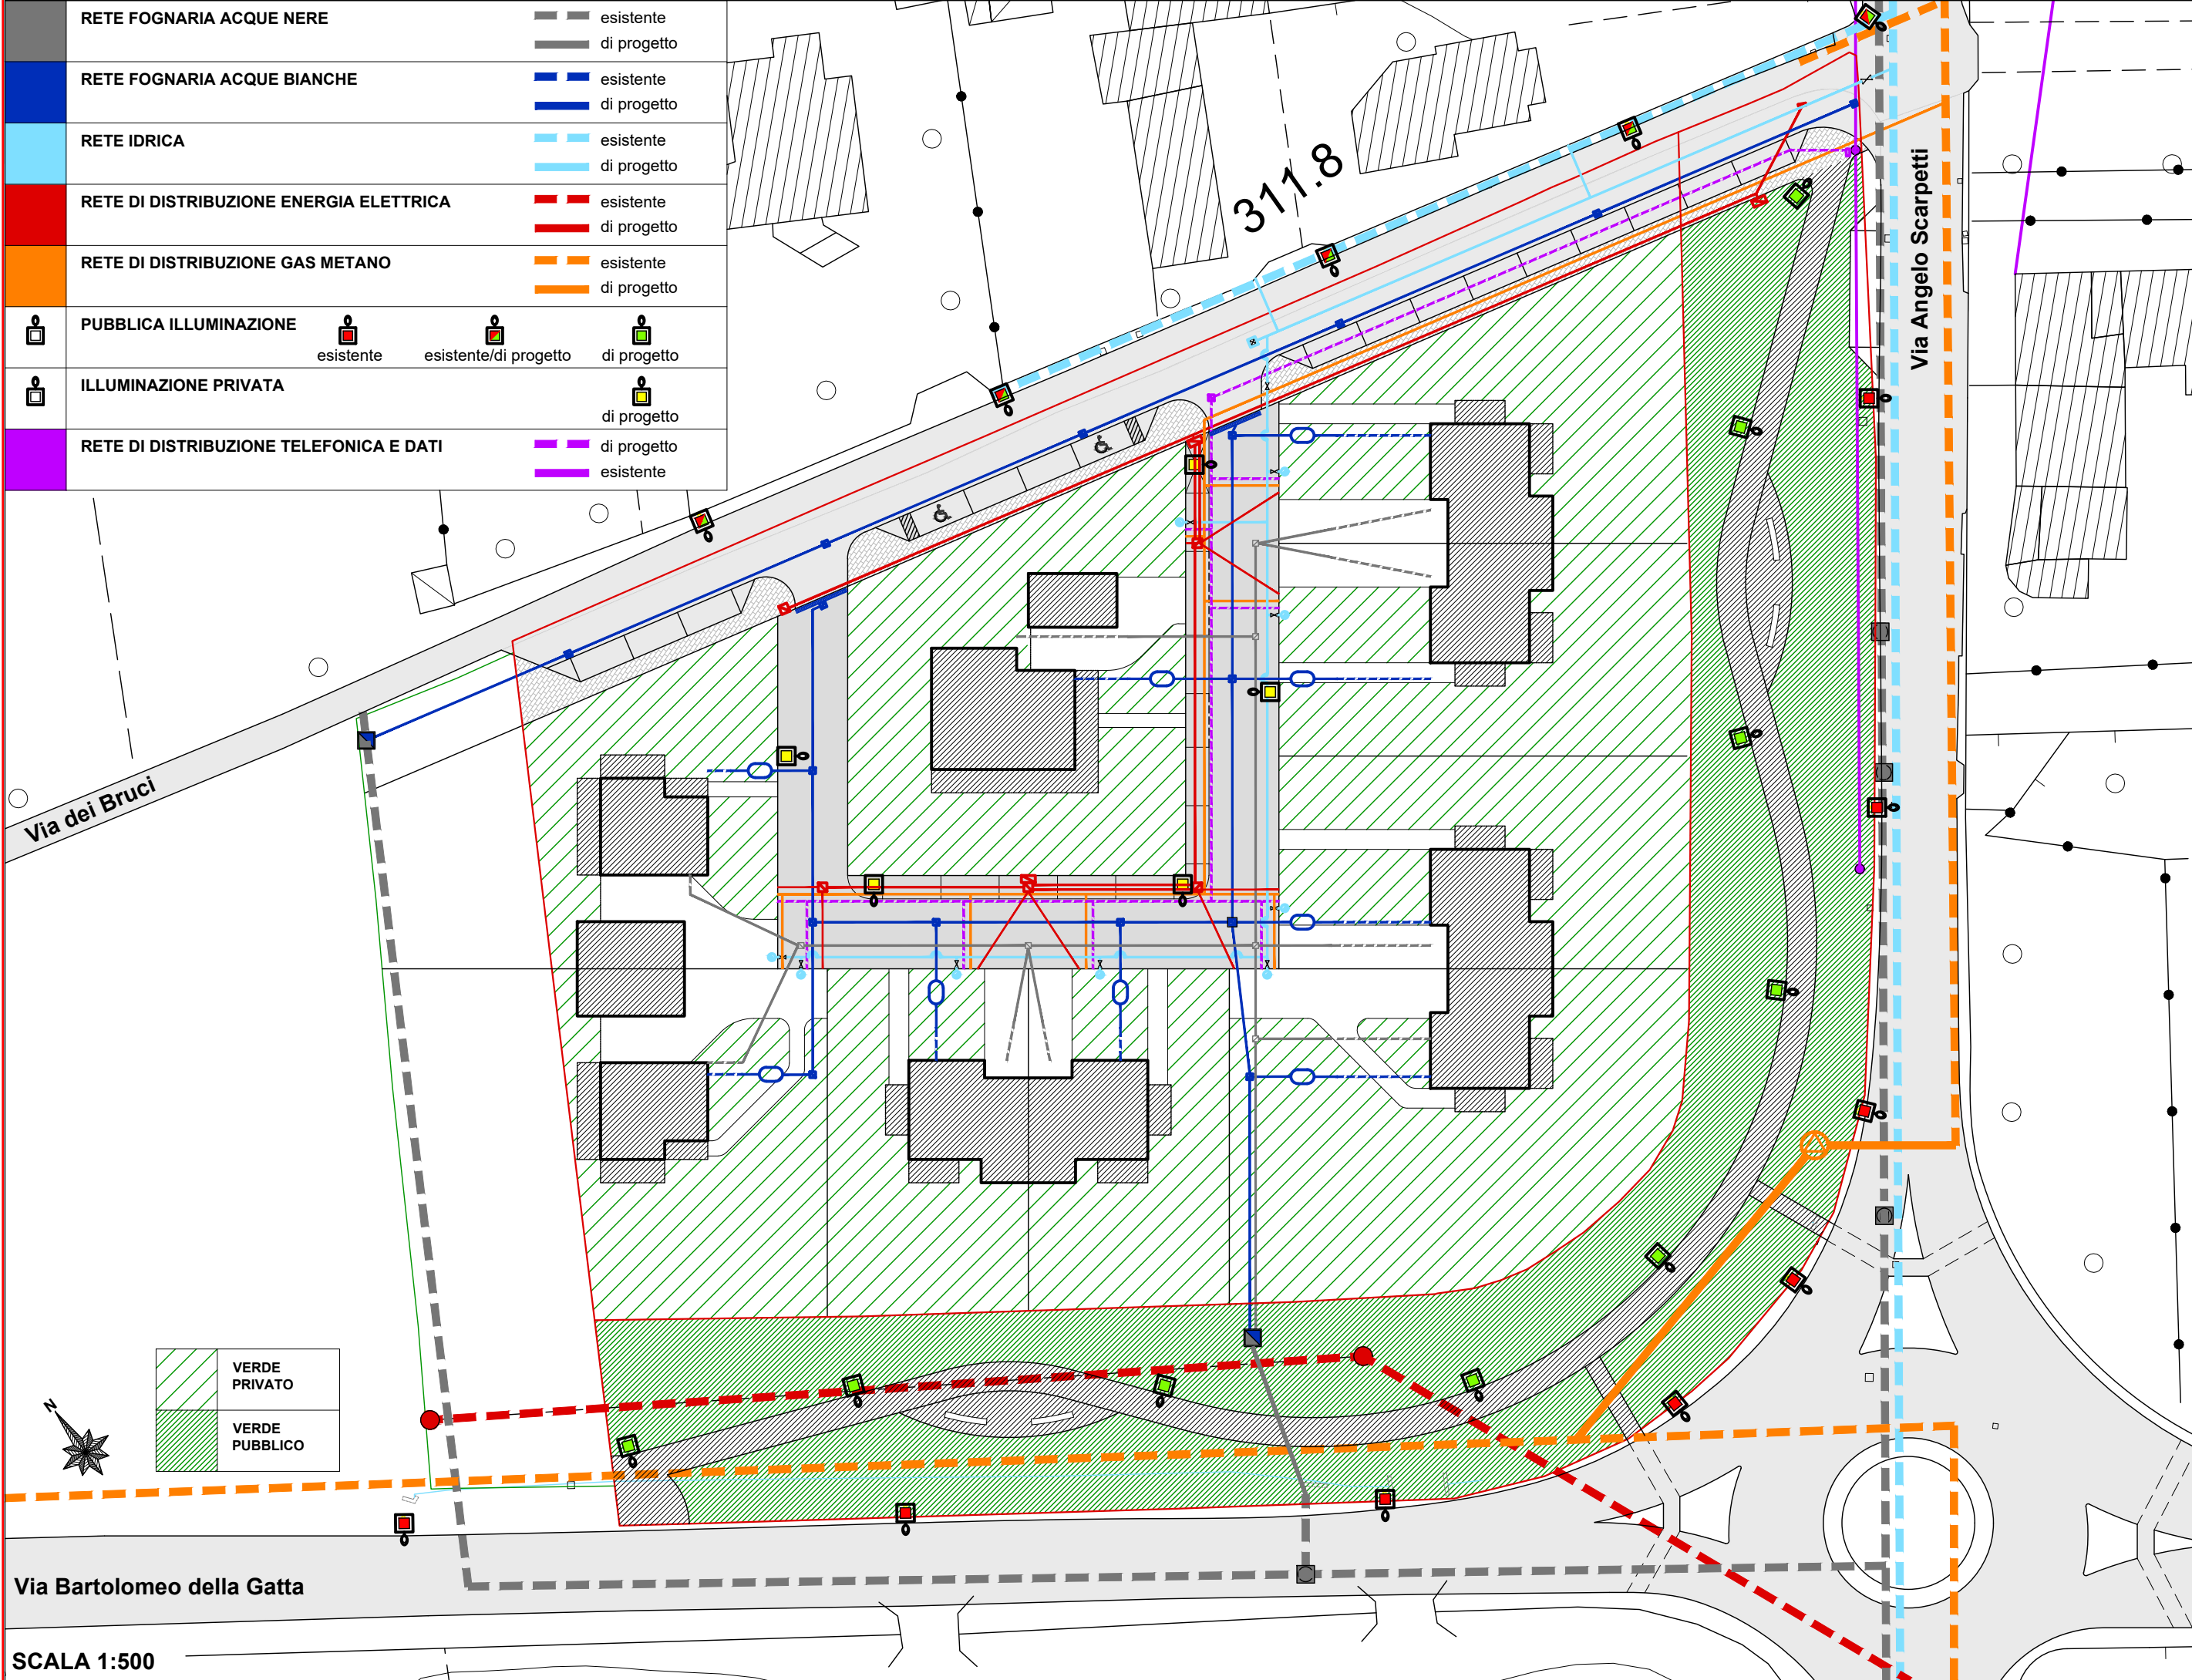 RETE FOGNARIA ACQUE NERE
esistente
di progetto
RETE FOGNARIA ACQUE BIANCHE
esistente
di progetto
RETE IDRICA
esistente
di progetto
RETE DI DISTRIBUZIONE ENERGIA ELETTRICA
esistente
di progetto
RETE DI DISTRIBUZIONE GAS METANO
esistente
di progetto
PUBBLICA ILLUMINAZIONE
esistente
esistente/di progetto
di progetto
ILLUMINAZIONE PRIVATA
di progetto
RETE DI DISTRIBUZIONE TELEFONICA E DATI
di progetto
esistente
311.8
Via Angelo Scarpetti
Via dei Bruci
VERDE
PRIVATO
VERDE
PUBBLICO
N
Via Bartolomeo della Gatta
SCALA 1:500